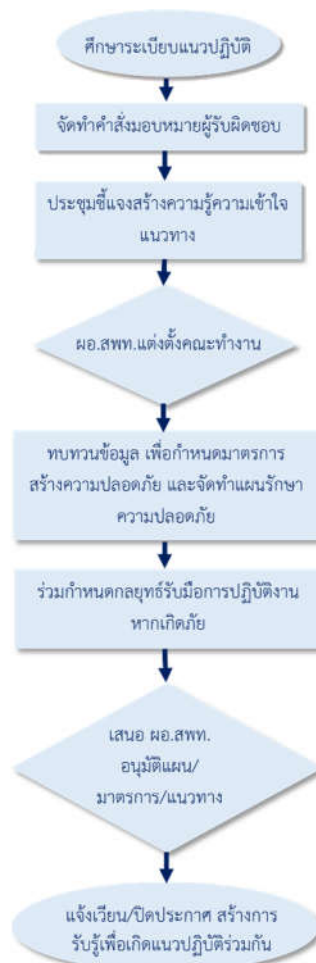 ศึกษาระเบียบแนวปฏิบัติ
จัดทำคำสั่งมอบหมายผู้รับผิดชอบ
ประชุมชี้แจงสร้างความรู้ความเข้าใจ
แนวทาง
ผอ.สพท.แต่งตั้งคณะทำงาน
ทบทวนข้อมูล เพื่อกำหนดมาตรการ
สร้างความปลอดภัย และจัดทำแผนรักษา
ความปลอดภัย
ร่วมกำหนดกลยุทธ์รับมือการปฏิบัติงาน
หากเกิดภัย
เสนอ ผอ.สพท.
อนุมัติแผน/
มาตรการ/แนวทาง
แจ้งเวียน/ปิดประกาศ สร้างการ
รับรู้เพื่อเกิดแนวปฏิบัติร่วมกัน